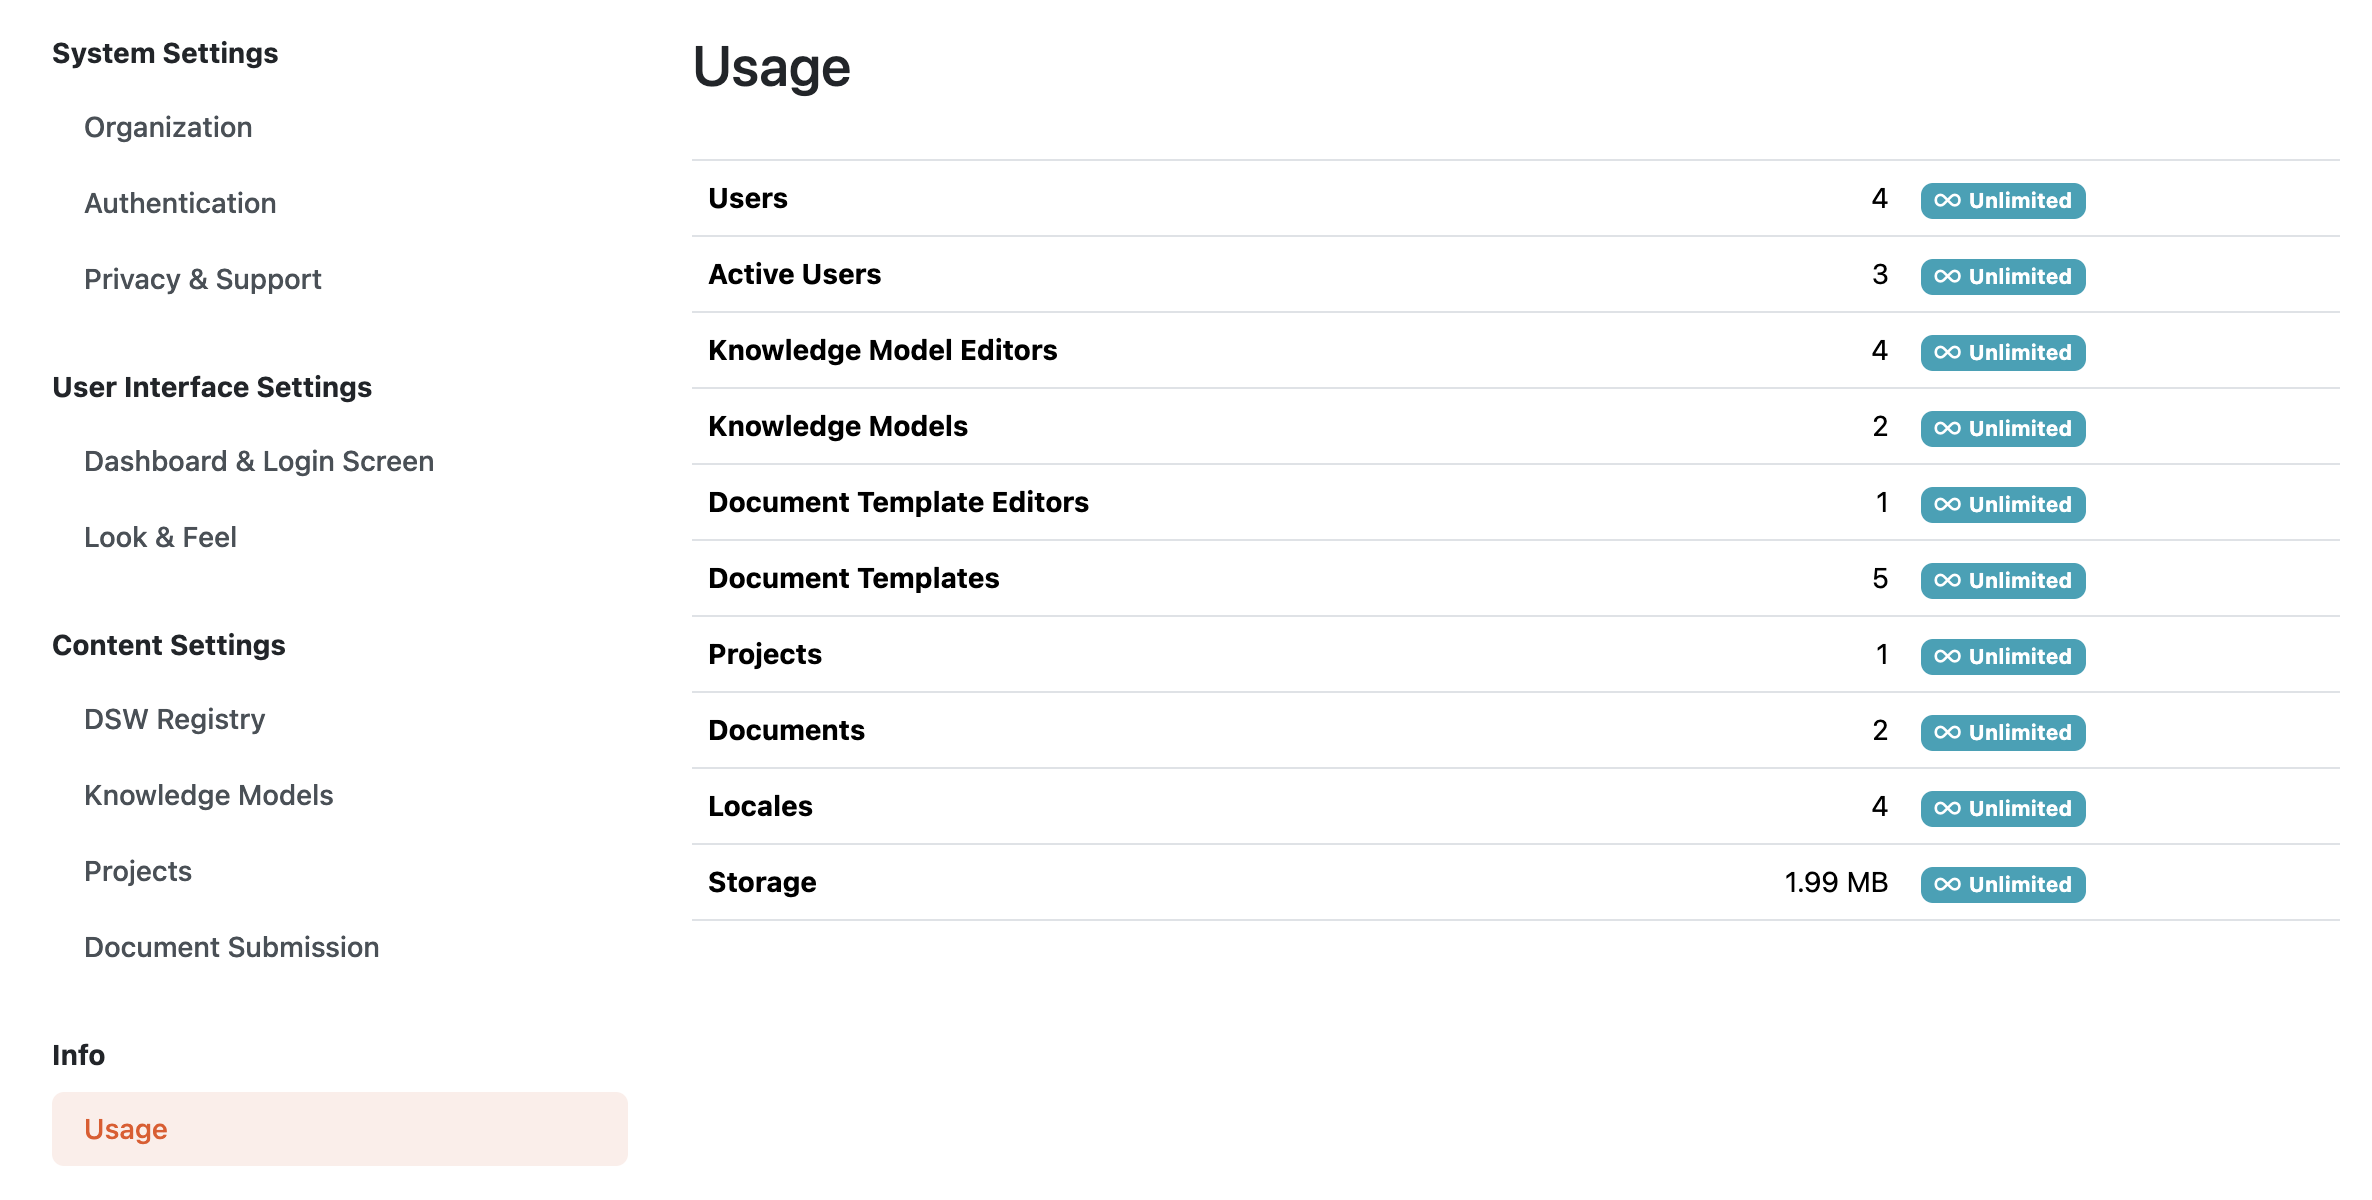 System Settings
Organization
Authentication
Privacy & Support
User Interface Settings
Dashboard & Login Screen
Look & Feel
Content Settings
DSW Registry
Knowledge Models
Projects
Document Submission
Info
Usage
Usage
Users 4 ∞ Unlimited
Active Users 3 ∞ Unlimited
Knowledge Model Editors 4 ∞ Unlimited
Knowledge Models 2 ∞ Unlimited
Document Template Editors 1 ∞ Unlimited
Document Templates 5 ∞ Unlimited
Projects 1 ∞ Unlimited
Documents 2 ∞ Unlimited
Locales 4 ∞ Unlimited
Storage 1.99 MB ∞ Unlimited